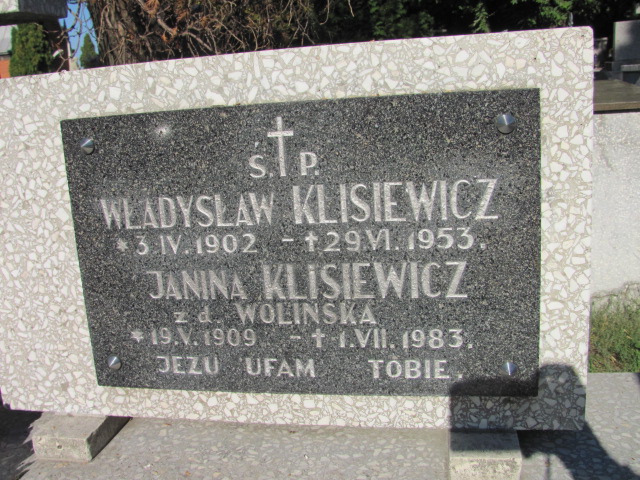 Ś. P.
WŁADYSŁAW KLISIEWICZ
* 3 IV. 1902 - + 29.VI. 1953.
JANINA KLISIEWICZ
z d. WOLIŃSKA
* 19.V. 1909 - + 1.VII. 1983.
JEZU UFAM TOBIE.